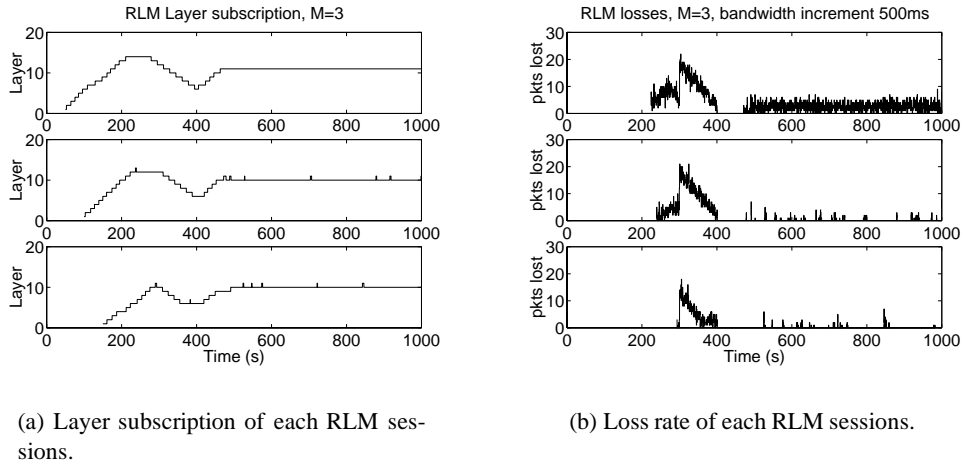 RLM Layer subscription, M=3
20
10
0
Layer
0 200 400 600 800 1000
20
10
0
Layer
0 200 400 600 800 1000
20
10
0
Layer
0 200 400 600 800 1000
Time (s)
(a) Layer subscription of each RLM ses-
sions.
RLM losses, M=3, bandwidth increment 500ms
30
20
10
0
pkts lost
0 200 400 600 800 1000
30
20
10
0
pkts lost
0 200 400 600 800 1000
30
20
10
0
pkts lost
0 200 400 600 800 1000
Time (s)
(b) Loss rate of each RLM sessions.